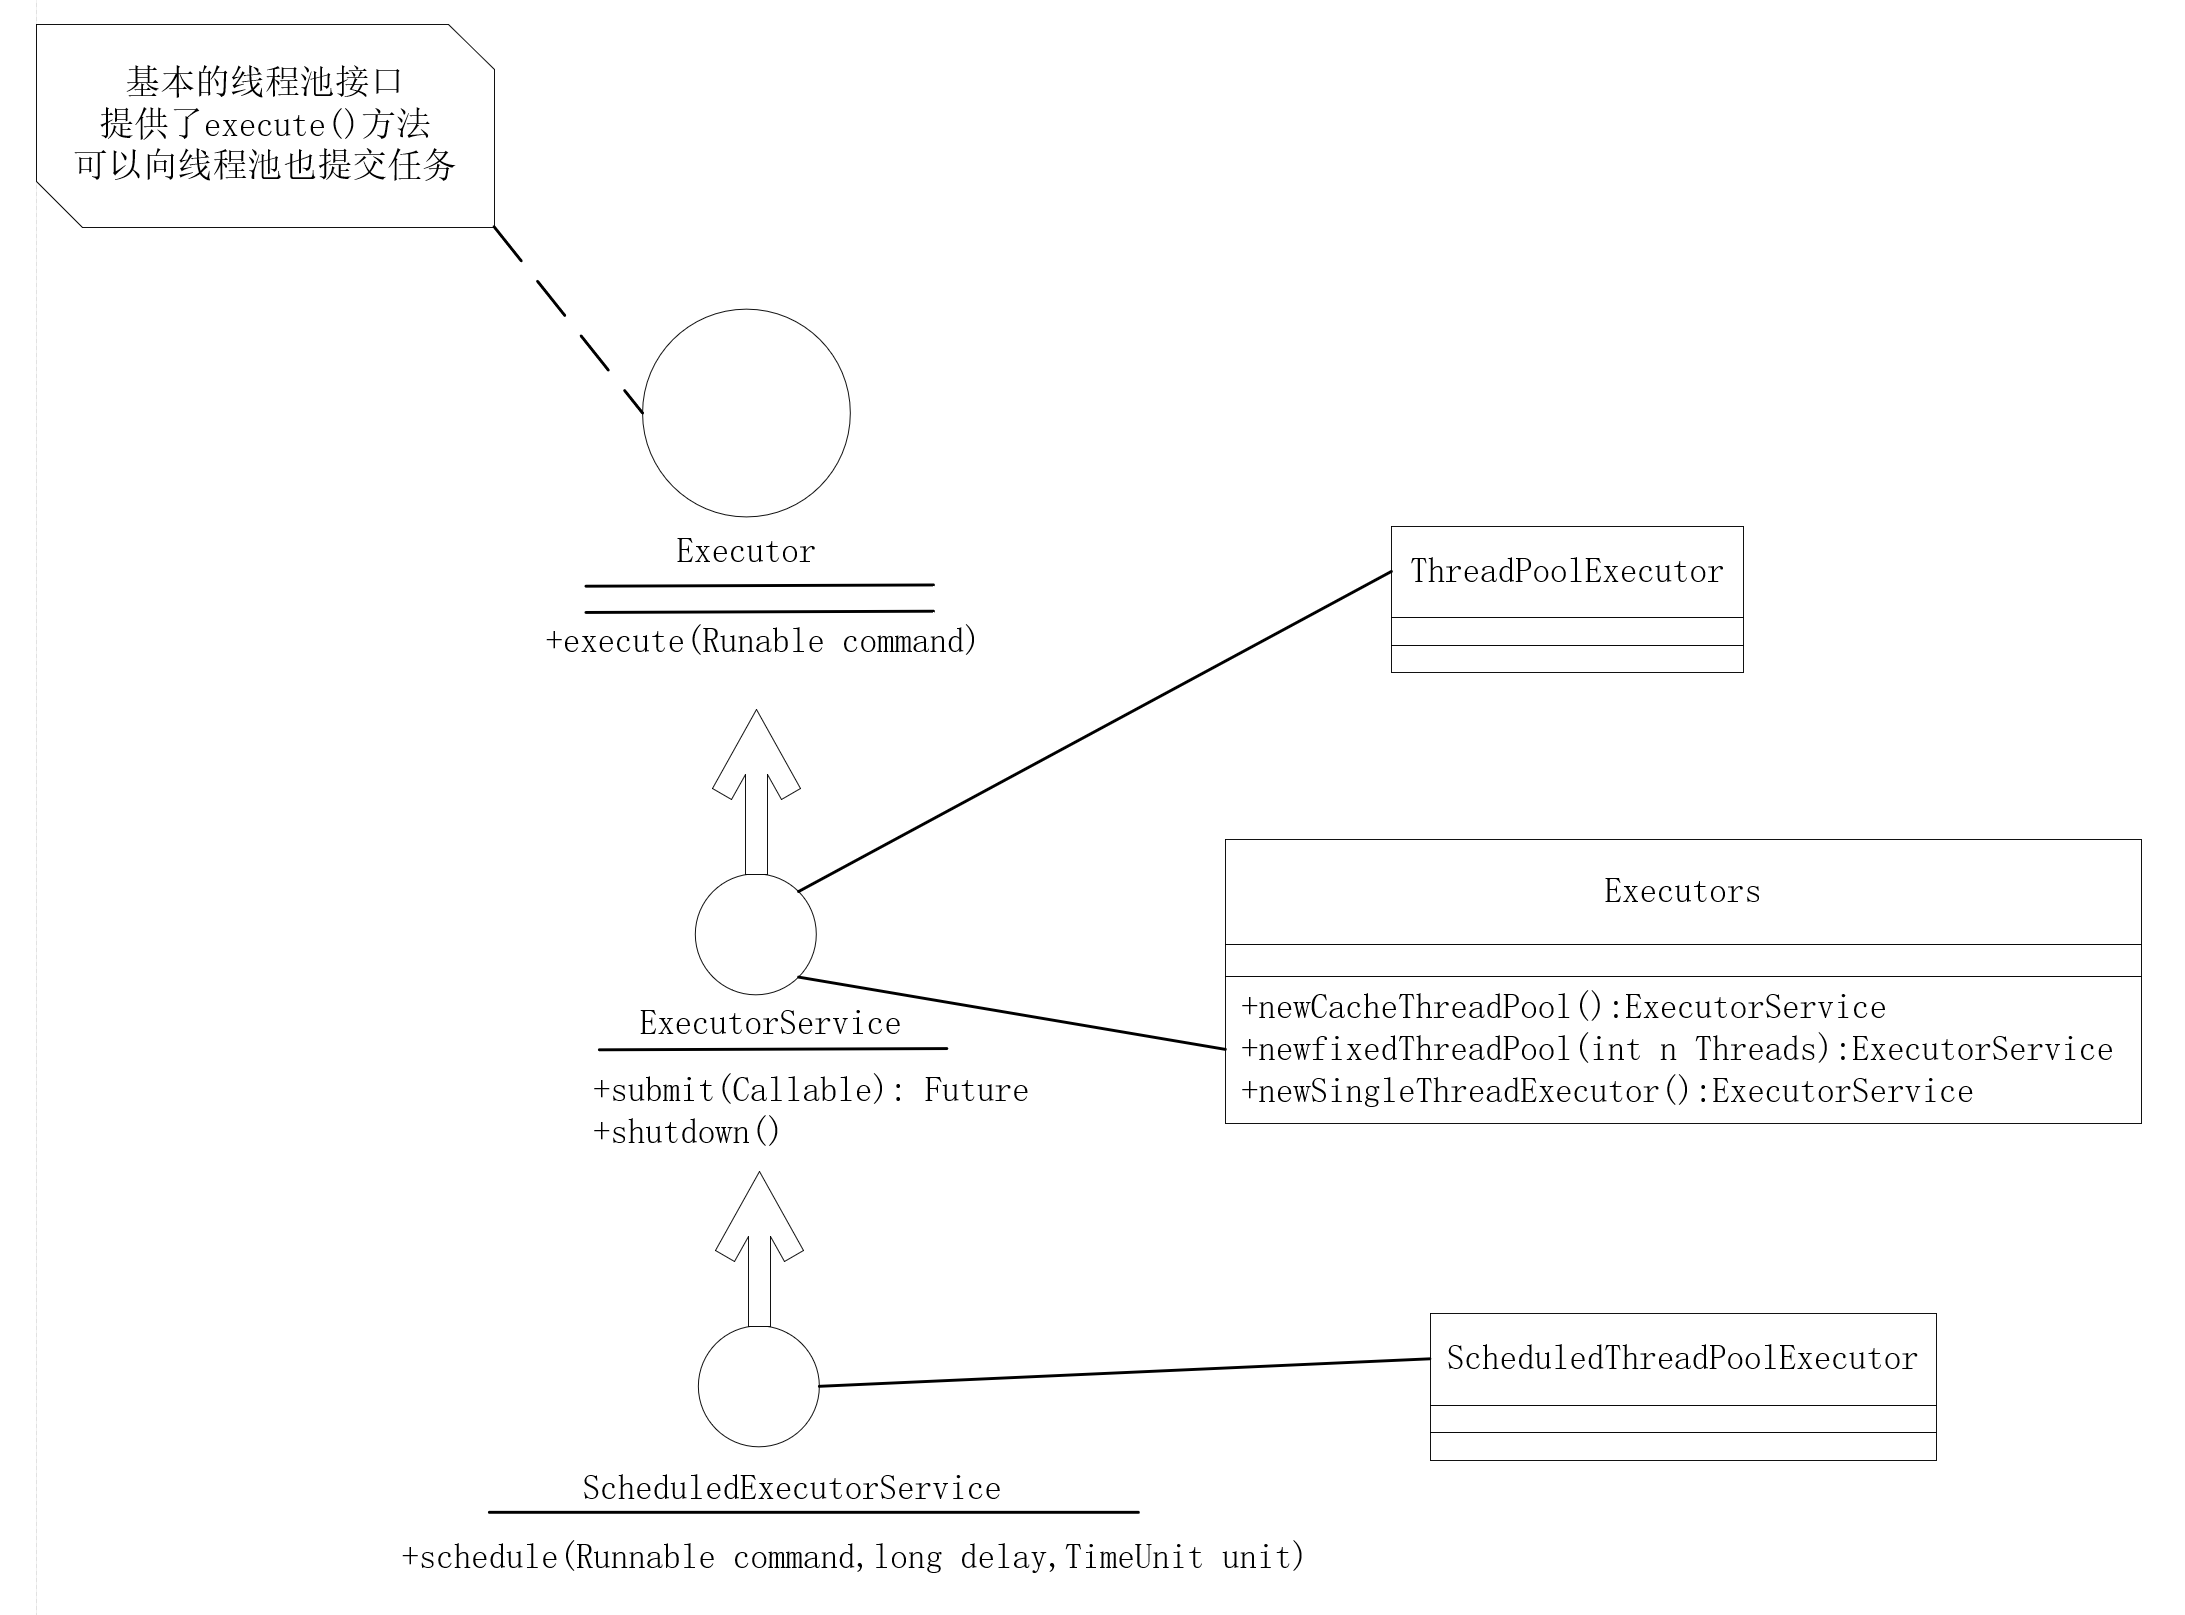 基本的线程池接口
提供了execute()方法
可以向线程池也提交任务
Executor
+execute(Runable command)
ThreadPoolExecutor
Executors
+newCacheThreadPool():ExecutorService
+newfixedThreadPool(int n Threads):ExecutorService
+newSingleThreadExecutor():ExecutorService
ExecutorService
+submit(Callable): Future
+shutdown()
ScheduledThreadPoolExecutor
ScheduledExecutorService
+schedule(Runnable command,long delay,TimeUnit unit)